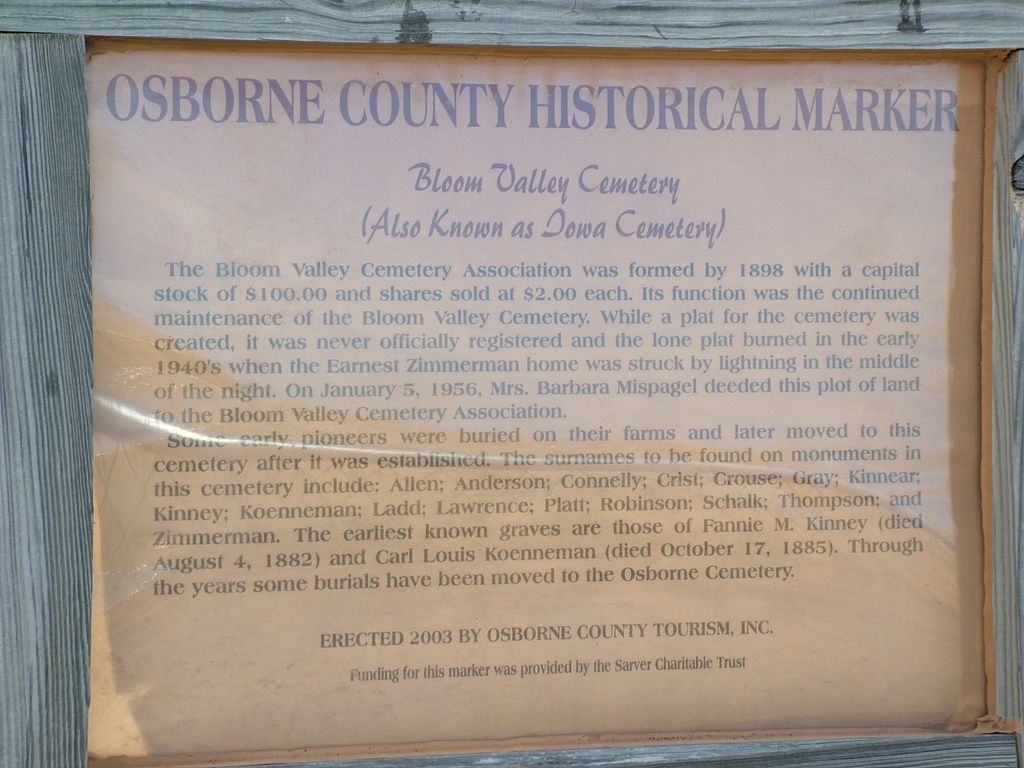 OSBORNE COUNTY HISTORICAL MARKER
Bloom Valley Cemetery
(Also Known as Iowa Cemetery)
The Bloom Valley Cemetery Association was formed by 1898 with a capital
stock of $100.00 and shares sold at $2.00 each. Its function was the continued
maintenance of the Bloom Valley Cemetery. While a plat for the cemetery was
created, it was never officially registered and the lone plat burned in the early
1940's when the Earnest Zimmerman home was struck by lightning in the middle
of the night. On January 5, 1956, Mrs. Barbara Mispagel deeded this plot of land
to the Bloom Valley Cemetery Association.
Some early pioneers were buried on their farms and later moved to this
cemetery after it was established. The surnames to be found on monuments in
this cemetery include: Allen; Anderson; Connelly; Crist; Crouse; Gray; Kinnear;
Kinney; Koenneman; Ladd; Lawrence; Platt; Robinson; Schalk; Thompson; and
Zimmerman. The earliest known graves are those of Fannie M. Kinney (died
August 4, 1882) and Carl Louis Koenneman (died October 17, 1885). Through
the years some burials have been moved to the Osborne Cemetery.
ERECTED 2003 BY OSBORNE COUNTY TOURISM, INC.
Funding for this marker was provided by the Sarver Charitable Trust